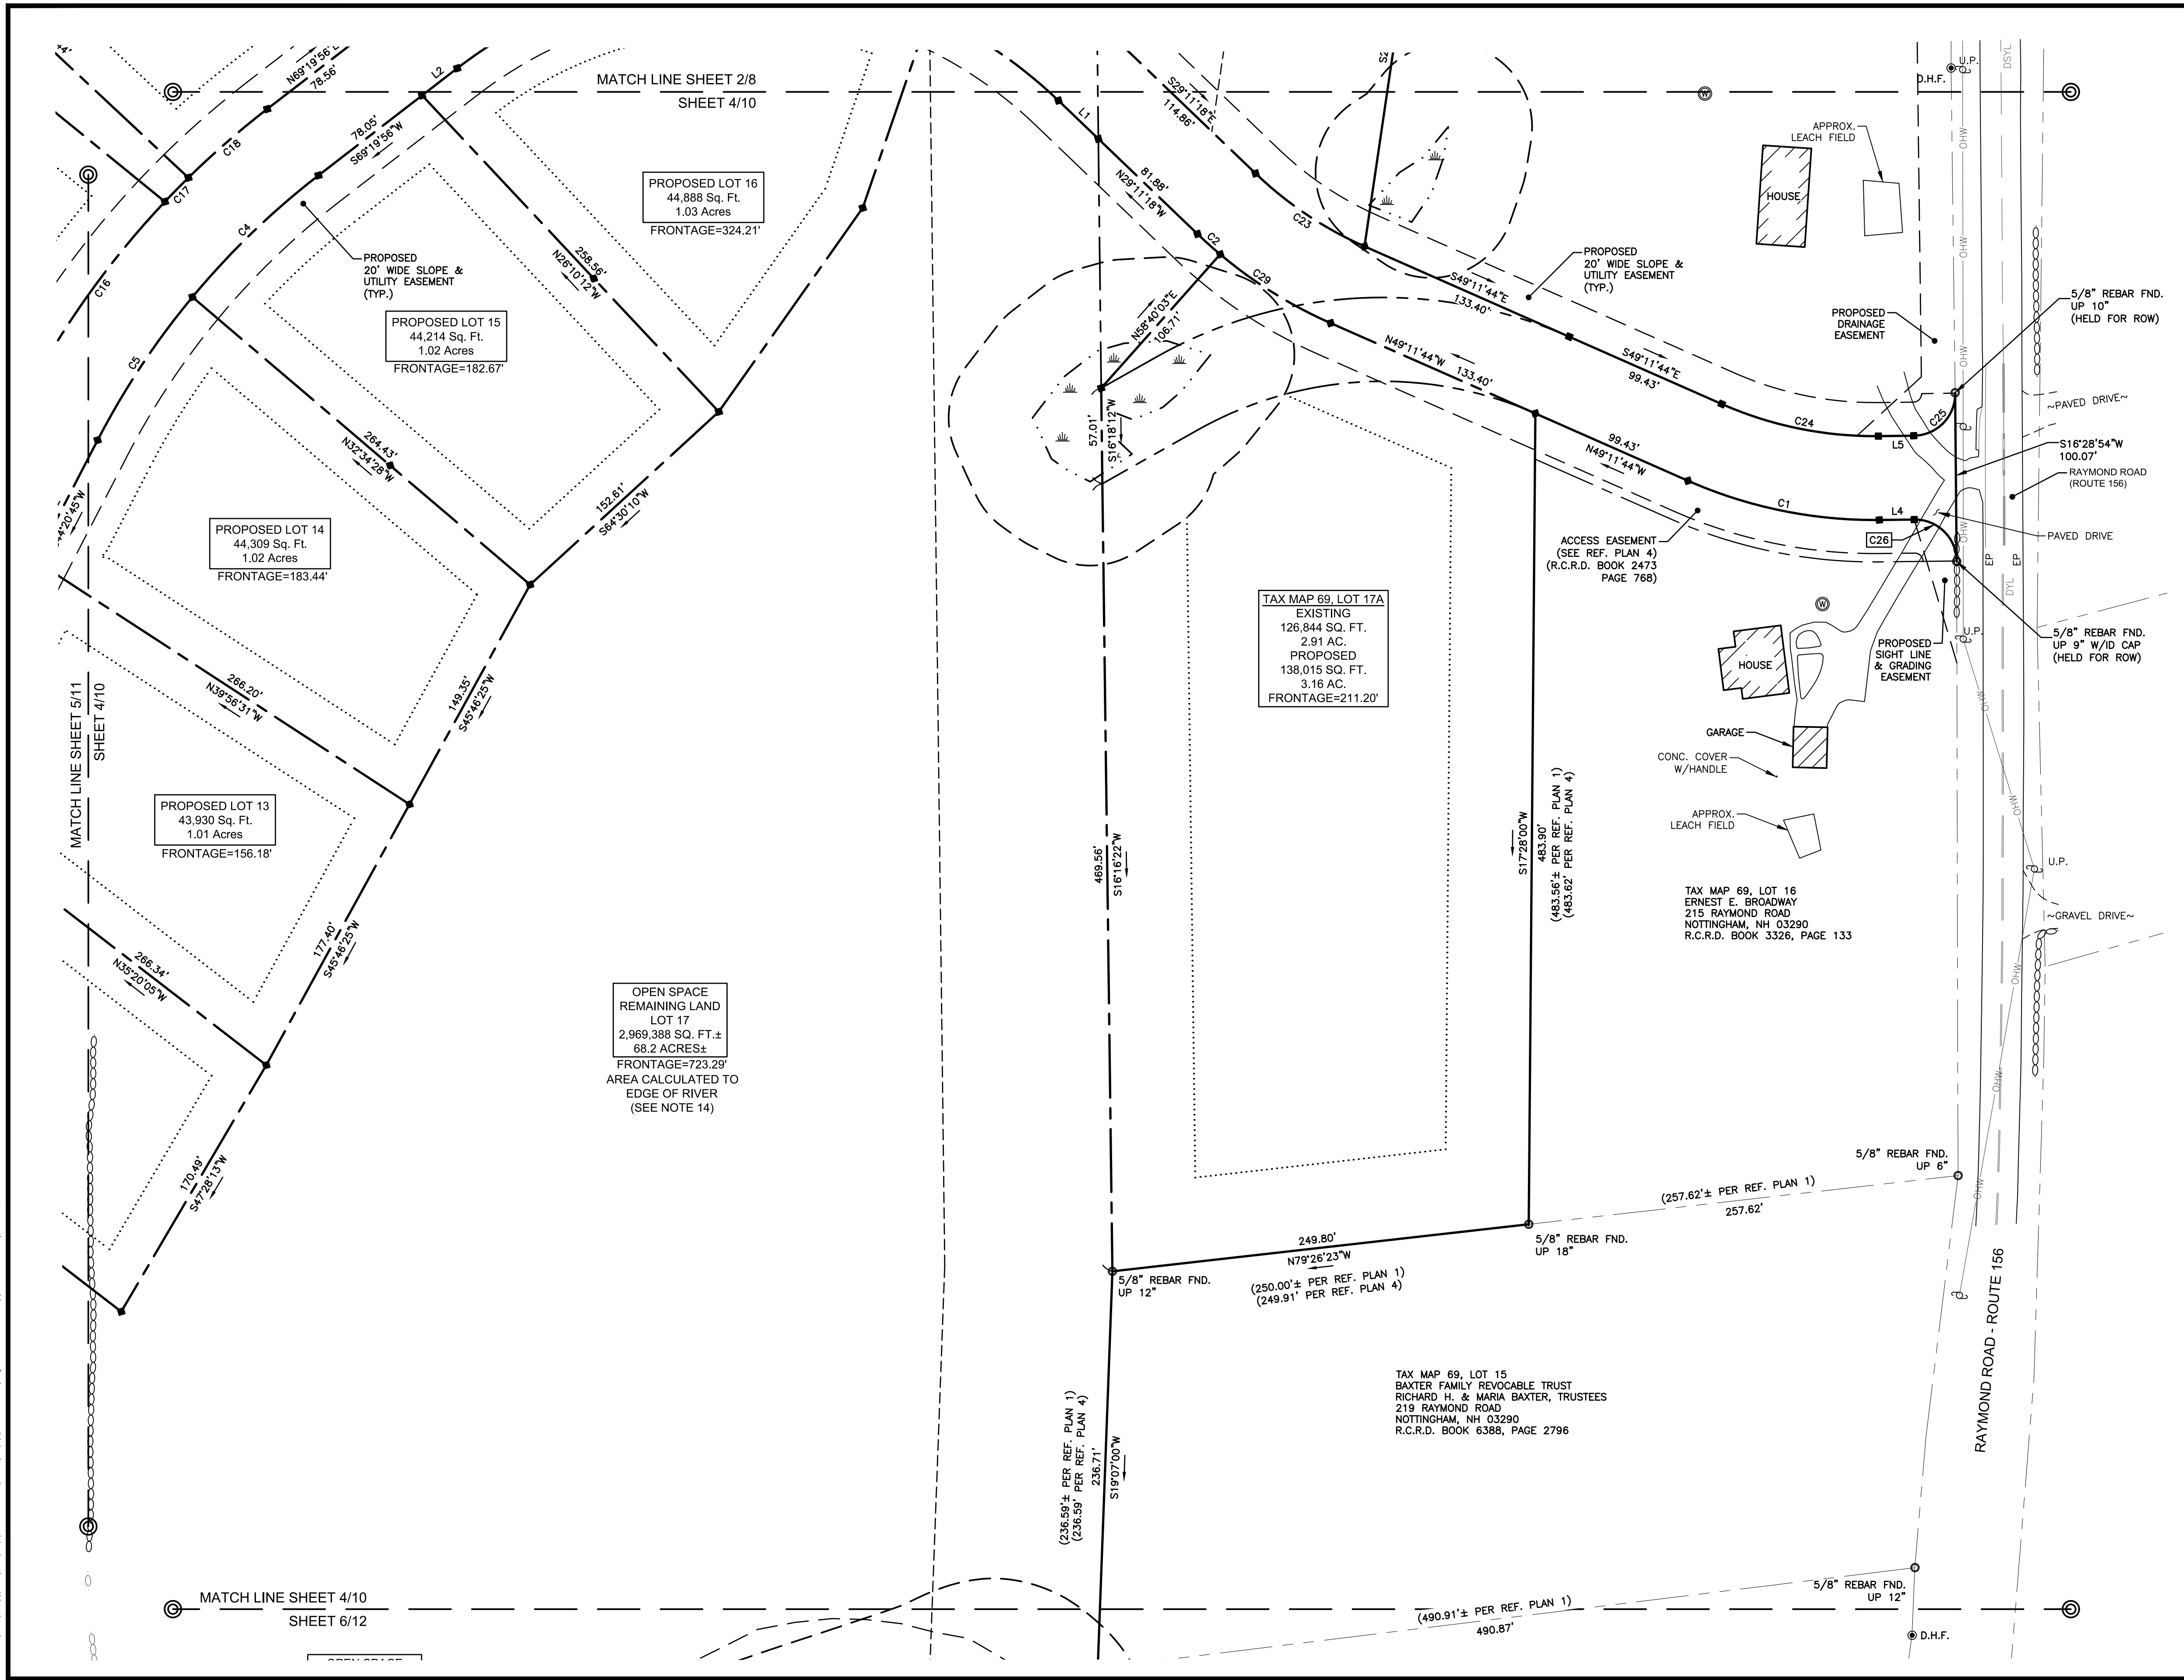 MATCH LINE SHEET 2/8
SHEET 4/10
N69°19'56"E
78.56'
L2
C18
C17
C16
78.05'
S69°19'56"W
C4
C5
PROPOSED
20' WIDE SLOPE &
UTILITY EASEMENT
(TYP.)
PROPOSED LOT 16
44,888 Sq. Ft.
1.03 Acres
FRONTAGE=324.21'
258.56'
N26°10'12"W
PROPOSED LOT 15
44,214 Sq. Ft.
1.02 Acres
FRONTAGE=182.67'
264.43'
N32°34'28"W
152.61'
S64°30'10"W
PROPOSED LOT 14
44,309 Sq. Ft.
1.02 Acres
FRONTAGE=183.44'
4°20'45"W
266.20'
N39°56'31"W
149.35'
S45°46'25"W
MATCH LINE SHEET 5/11
SHEET 4/10
PROPOSED LOT 13
43,930 Sq. Ft.
1.01 Acres
FRONTAGE=156.18'
266.34'
N35°20'05"W
177.40'
S45°46'25"W
170.49'
S47°28'13"W
OPEN SPACE
REMAINING LAND
LOT 17
2,969,388 SQ. FT.±
68.2 ACRES±
FRONTAGE=723.29'
AREA CALCULATED TO
EDGE OF RIVER
(SEE NOTE 14)
L1
S29°11'18"E
114.86'
81.88'
N29°11'18"W
C2
C29
C23
N58°40'03"E
106.71'
57.01'
S16°18'12"W
S49°11'44"E
133.40'
N49°11'44"W
133.40'
PROPOSED
20' WIDE SLOPE &
UTILITY EASEMENT
(TYP.)
S49°11'44"E
99.43'
99.43'
N49°11'44"W
C24
L5
C25
C1
L4
C26
ACCESS EASEMENT
(SEE REF. PLAN 4)
(R.C.R.D. BOOK 2473
PAGE 768)
TAX MAP 69, LOT 17A
EXISTING
126,844 SQ. FT.
2.91 AC.
PROPOSED
138,015 SQ. FT.
3.16 AC.
FRONTAGE=211.20'
469.56'
S16°16'22"W
S17°28'00"W
483.90'
(483.56'± PER REF. PLAN 1)
(483.62' PER REF. PLAN 4)
W
APPROX.
LEACH FIELD
HOUSE
D.H.F.
U.P.
DSYL
OHW
OHW
OHW
PROPOSED
DRAINAGE
EASEMENT
5/8" REBAR FND.
UP 10"
(HELD FOR ROW)
~PAVED DRIVE~
S16°28'54"W
100.07'
RAYMOND ROAD
(ROUTE 156)
PAVED DRIVE
OHW
EP
EP
DYL
5/8" REBAR FND.
UP 9" W/ID CAP
(HELD FOR ROW)
PROPOSED
SIGHT LINE
& GRADING
EASEMENT
U.P.
W
HOUSE
GARAGE
CONC. COVER
W/HANDLE
APPROX.
LEACH FIELD
OHW
OHW
U.P.
~GRAVEL DRIVE~
OHW
OHW
OHW
TAX MAP 69, LOT 16
ERNEST E. BROADWAY
215 RAYMOND ROAD
NOTTINGHAM, NH 03290
R.C.R.D. BOOK 3326, PAGE 133
5/8" REBAR FND.
UP 6"
(257.62'± PER REF. PLAN 1)
257.62'
5/8" REBAR FND.
UP 18"
249.80'
N79°26'23"W
(250.00'± PER REF. PLAN 1)
(249.91' PER REF. PLAN 4)
5/8" REBAR FND.
UP 12"
TAX MAP 69, LOT 15
BAXTER FAMILY REVOCABLE TRUST
RICHARD H. & MARIA BAXTER, TRUSTEES
219 RAYMOND ROAD
NOTTINGHAM, NH 03290
R.C.R.D. BOOK 6388, PAGE 2796
(236.59'± PER REF. PLAN 1)
(236.59' PER REF. PLAN 4)
236.71'
S19°07'00"W
RAYMOND ROAD - ROUTE 156
5/8" REBAR FND.
UP 12"
(490.91'± PER REF. PLAN 1)
490.87'
D.H.F.
MATCH LINE SHEET 4/10
SHEET 6/12